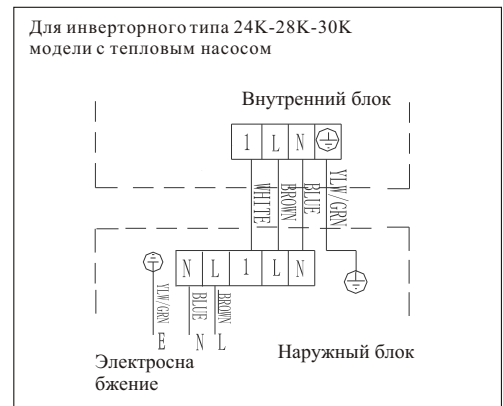 Для инверторного типа 24K-28K-30K
модели с тепловым насосом
Внутренний блок
1 L N
WHITE
BROWN
BLUE
YLW/GRN
N L 1 L N
YLW/GRN
BLUE
BROWN
E N L
Электросна
бжение
Наружный блок